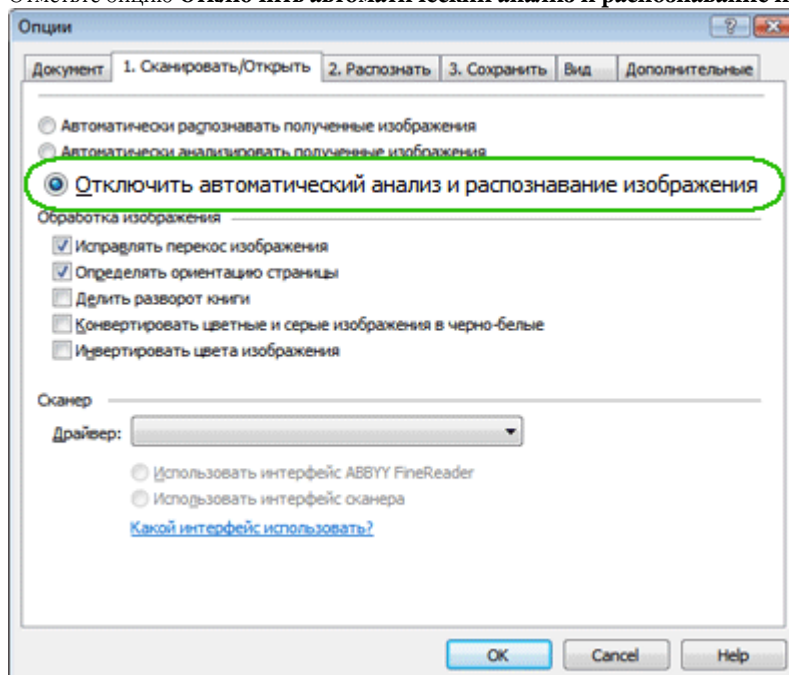 Отметьте опцию Отключить автоматический анализ и распознавание
Опции
Документ 1. Сканировать/Открыть 2. Распознать 3. Сохранить Вид Дополнительные
Автоматически распознавать полученные изображения
Автоматически анализировать полученные изображения
Отключить автоматический анализ и распознавание изображения
Обработка изображения
Исправлять перекос изображения
Определять ориентацию страницы
Делить разворот книги
Конвертировать цветные и серые изображения в черно-белые
Инвертировать цвета изображения
Сканер
Драйвер:
Использовать интерфейс ABBYY FineReader
Использовать интерфейс сканера
Какой интерфейс использовать?
OK Cancel Help